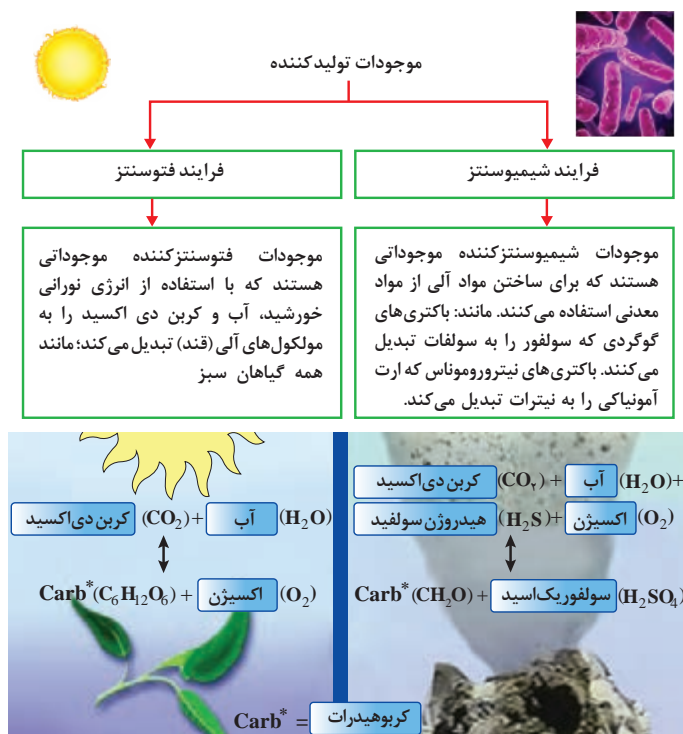 موجودات تولیدکننده
فرایند شیمیوسنتز
موجودات شیمیوسنتزکننده موجوداتی
هستند که برای ساختن مواد آلی از مواد
معدنی استفاده می‌کنند. مانند: باکتری‌های
گوگردی که سولفور را به سولفات تبدیل
می‌کنند. باکتری‌های نیتروروموناس که ارت
آمونیاکی را به نیترات تبدیل می‌کند.
فرایند فتوسنتز
موجودات فتوسنتزکننده موجوداتی
هستند که با استفاده از انرژی نورانی
خورشید، آب و کربن دی اکسید را به
مولکول‌های آلی (قند) تبدیل می‌کند؛ مانند
همه گیاهان سبز
کربن دی‌اکسید (CO۲) + آب (H2O)+
هیدروژن سولفید (H2S)+ اکسیژن (O2)
Carb*(CH2O) + سولفوریک‌اسید (H2SO4)
کربن دی‌اکسید (CO2)+ آب (H2O)
Carb*(C6H12O6) + اکسیژن (O2)
Carb* = کربوهیدرات